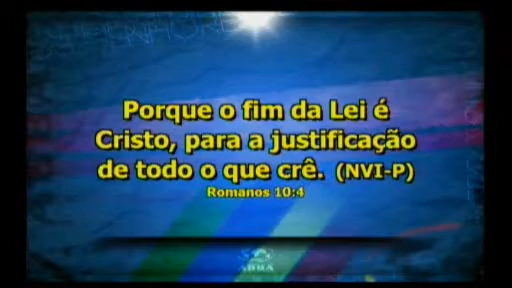 Porque o fim da Lei é
Cristo, para a justificação
de todo o que crê. (NVI-P)
Romanos 10:4